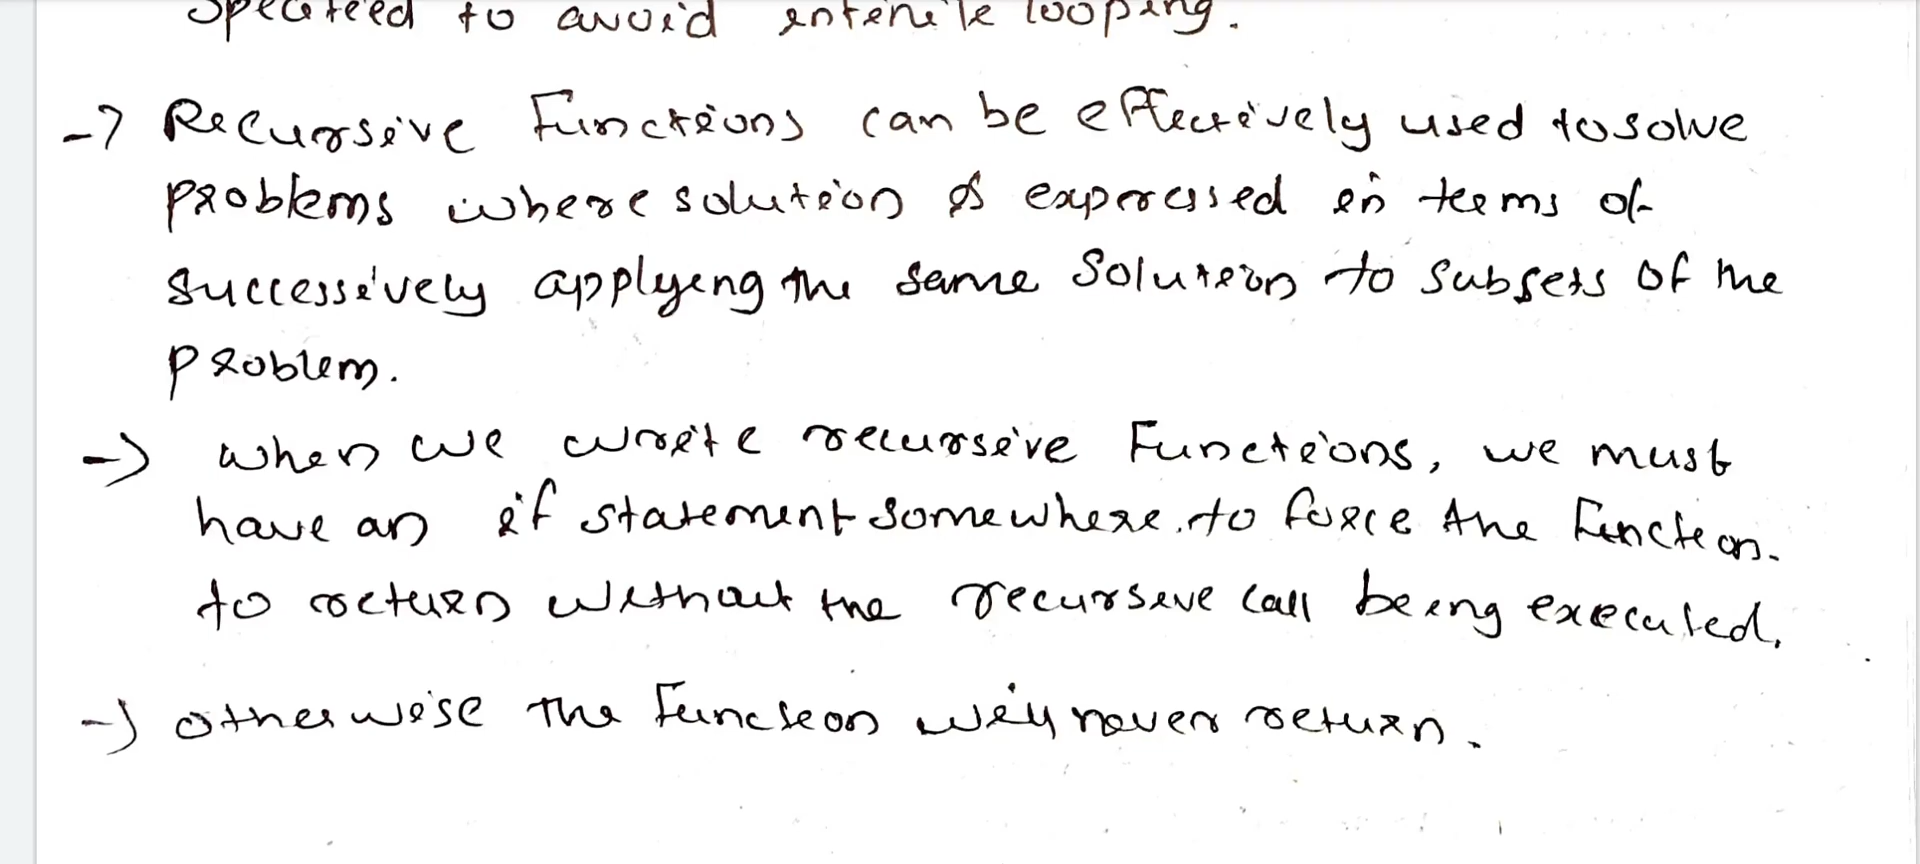 specified to avoid infinite looping.
-> Recursive Functions can be effectively used to solve
problems where solution is expressed in terms of
successively applying the same solution to subsets of the
problem.
-> when we write recursive Functions, we must
have an if statement somewhere to force the function
to return without the recursive call being executed.
-> otherwise the Function will never return.